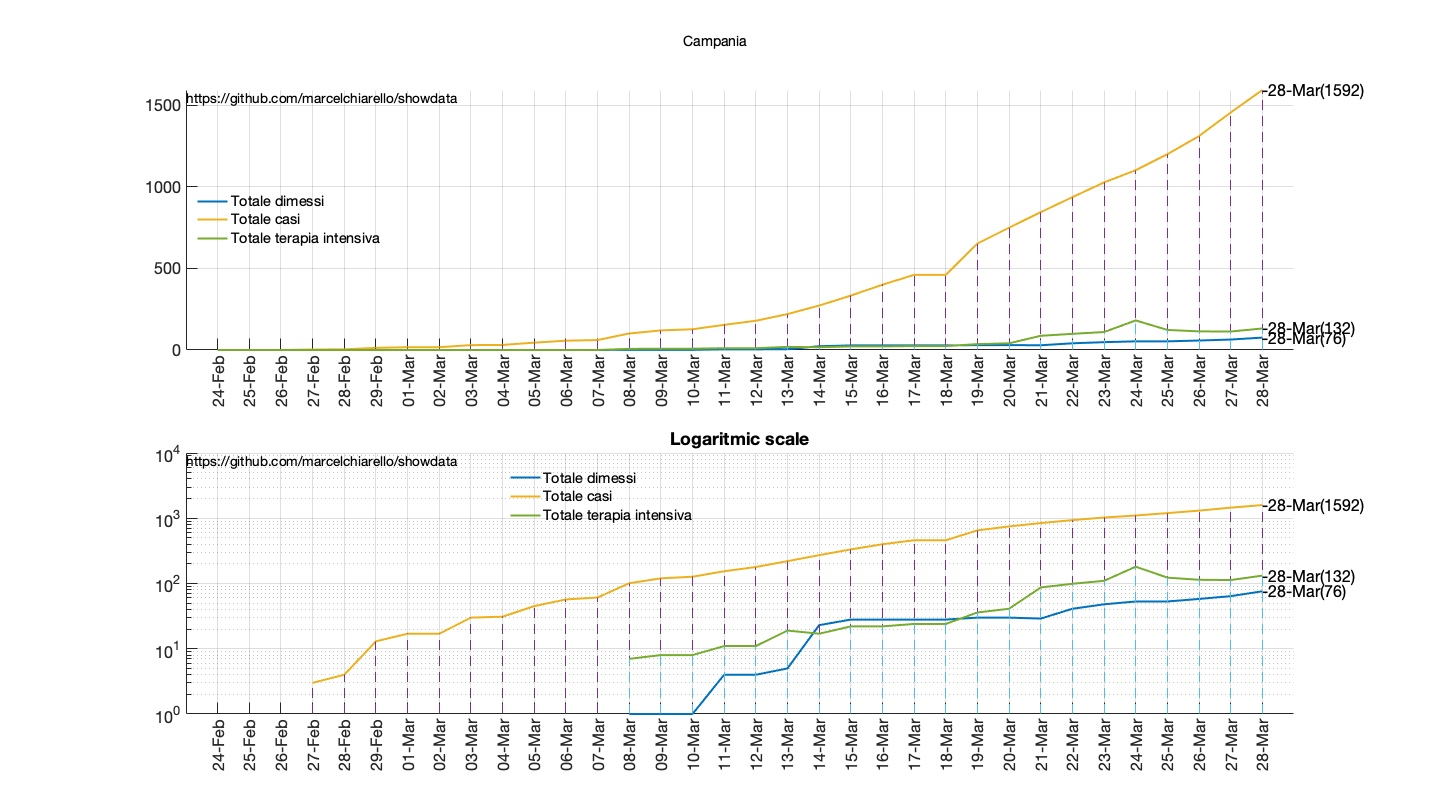 Campania
https://github.com/marcelchiarello/showdata
1500
1000
500
0
Totale dimessi
Totale casi
Totale terapia intensiva
28-Mar(1592)
28-Mar(132)
28-Mar(76)
24-Feb
25-Feb
26-Feb
27-Feb
28-Feb
29-Feb
01-Mar
02-Mar
03-Mar
04-Mar
05-Mar
06-Mar
07-Mar
08-Mar
09-Mar
10-Mar
11-Mar
12-Mar
13-Mar
14-Mar
15-Mar
16-Mar
17-Mar
18-Mar
19-Mar
20-Mar
21-Mar
22-Mar
23-Mar
24-Mar
25-Mar
26-Mar
27-Mar
28-Mar
Logaritmic scale
https://github.com/marcelchiarello/showdata
10^4
10^3
10^2
10^1
10^0
Totale dimessi
Totale casi
Totale terapia intensiva
28-Mar(1592)
28-Mar(132)
28-Mar(76)
24-Feb
25-Feb
26-Feb
27-Feb
28-Feb
29-Feb
01-Mar
02-Mar
03-Mar
04-Mar
05-Mar
06-Mar
07-Mar
08-Mar
09-Mar
10-Mar
11-Mar
12-Mar
13-Mar
14-Mar
15-Mar
16-Mar
17-Mar
18-Mar
19-Mar
20-Mar
21-Mar
22-Mar
23-Mar
24-Mar
25-Mar
26-Mar
27-Mar
28-Mar